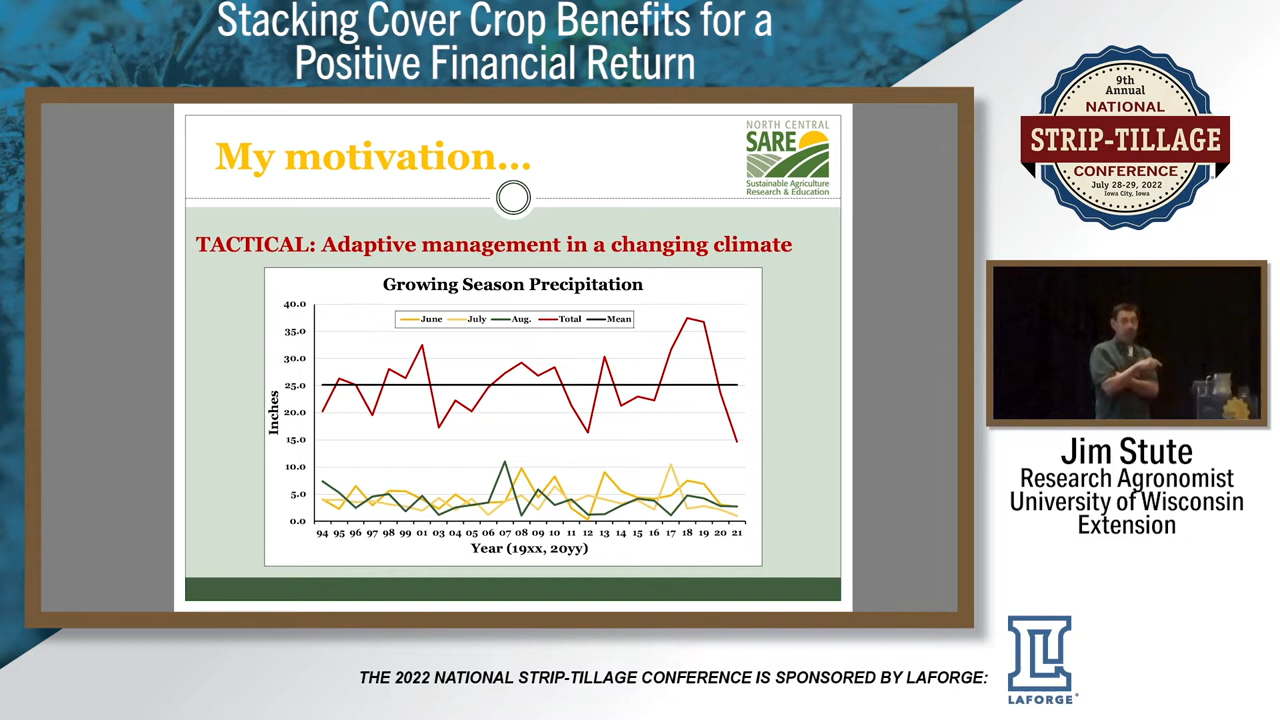 Stacking Cover Crop Benefits for a
Positive Financial Return
My motivation...
NORTH CENTRAL
SARE
Sustainable Agriculture
Research & Education
TACTICAL: Adaptive management in a changing climate
Growing Season Precipitation
June July Aug. Total Mean
40.0
35.0
30.0
25.0
20.0
15.0
10.0
5.0
0.0
Inches
94 95 96 97 98 99 01 03 04 05 06 07 08 09 10 11 12 13 14 15 16 17 18 19 20 21
Year (19xx, 20yy)
9th
Annual
NATIONAL
STRIP-TILLAGE
CONFERENCE
July 28-29, 2022
Iowa City, Iowa
Jim Stute
Research Agronomist
University of Wisconsin
Extension
THE 2022 NATIONAL STRIP-TILLAGE CONFERENCE IS SPONSORED BY LAFORGE:
LAFORGE